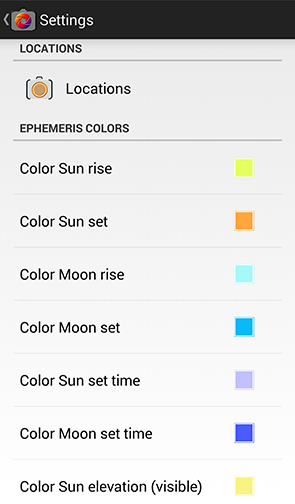 Settings
LOCATIONS
Locations
EPHEMERIS COLORS
Color Sun rise
Color Sun set
Color Moon rise
Color Moon set
Color Sun set time
Color Moon set time
Color Sun elevation (visible)